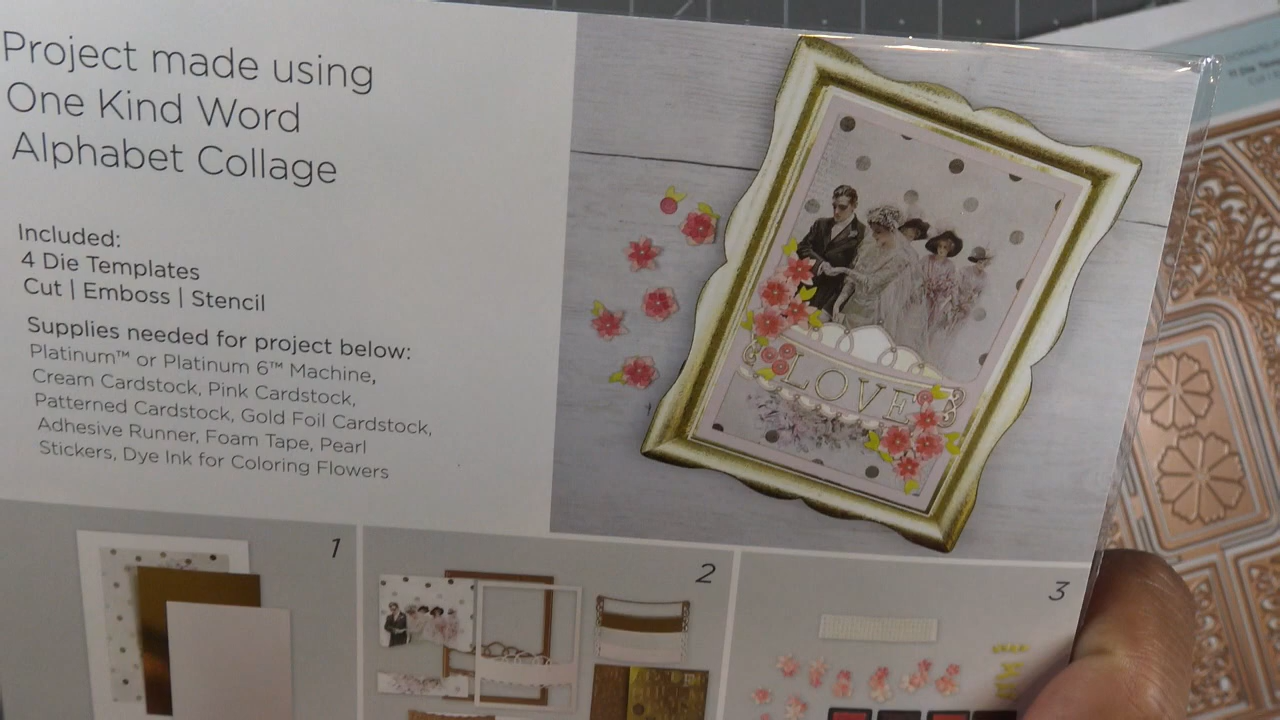 Project made using
One Kind Word
Alphabet Collage
Included:
4 Die Templates
Cut | Emboss | Stencil
Supplies needed for project below:
Platinum™ or Platinum 6™ Machine,
Cream Cardstock, Pink Cardstock,
Patterned Cardstock, Gold Foil Cardstock,
Adhesive Runner, Foam Tape, Pearl
Stickers, Dye Ink for Coloring Flowers
LOVE
1
2
3